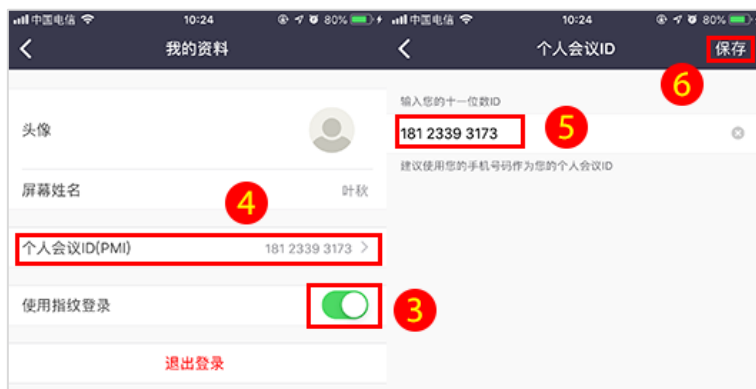 中国电信 10:24 80%
我的资料
头像
屏幕姓名 叶秋
4
个人会议ID(PMI) 181 2339 3173
使用指纹登录
3
退出登录
中国电信 10:24 80%
个人会议ID 保存
6
输入您的十一位数ID
181 2339 3173
5
建议使用您的手机号码作为您的个人会议ID